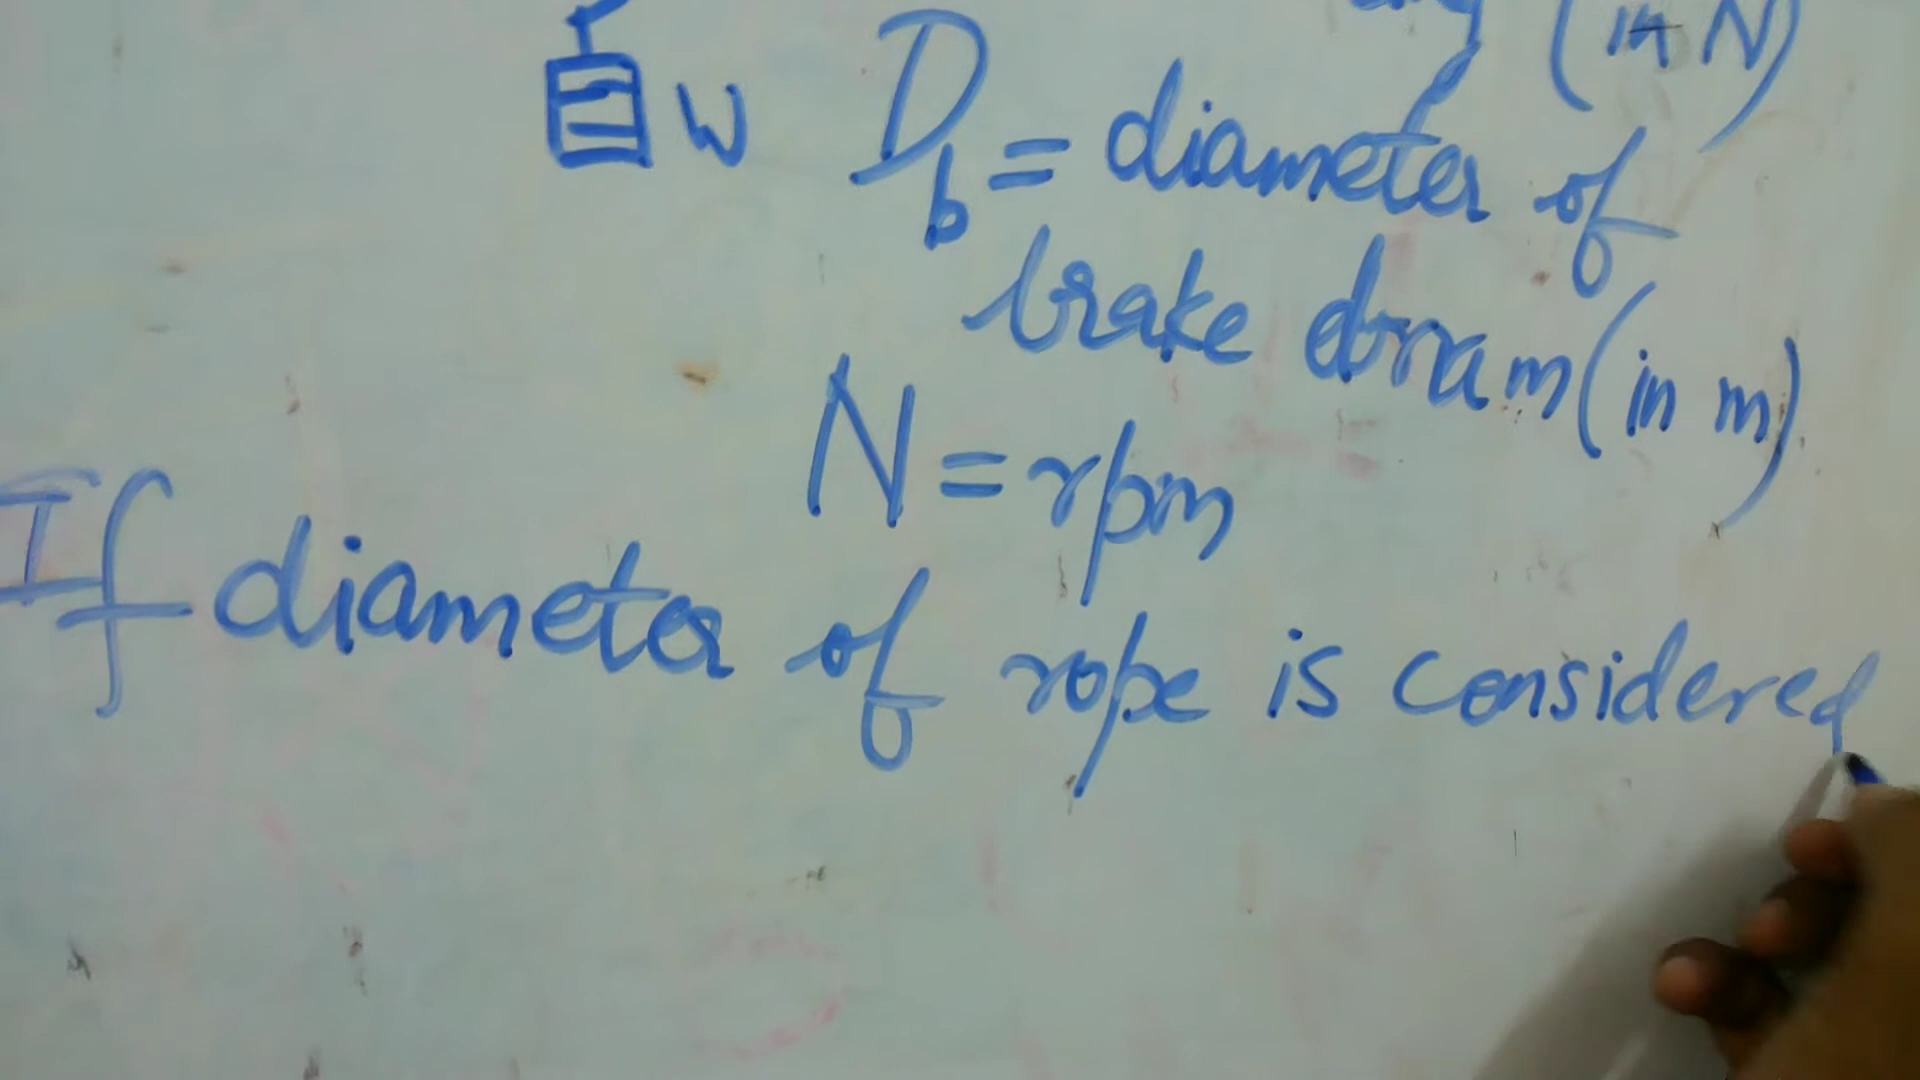 (in N)
W D_b = diameter of
brake drum (in m)
N = rpm
If diameter of rope is considered